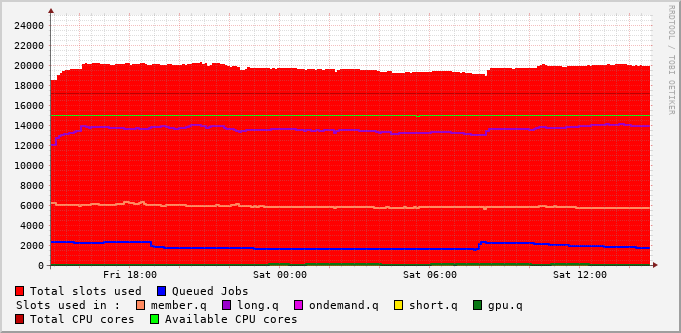 24000
22000
20000
18000
16000
14000
12000
10000
8000
6000
4000
2000
0
Fri 18:00 Sat 00:00 Sat 06:00 Sat 12:00
Total slots used Queued Jobs
Slots used in : member.q long.q ondemand.q short.q gpu.q
Total CPU cores Available CPU cores
RRDTOOL / TOBI OETIKER